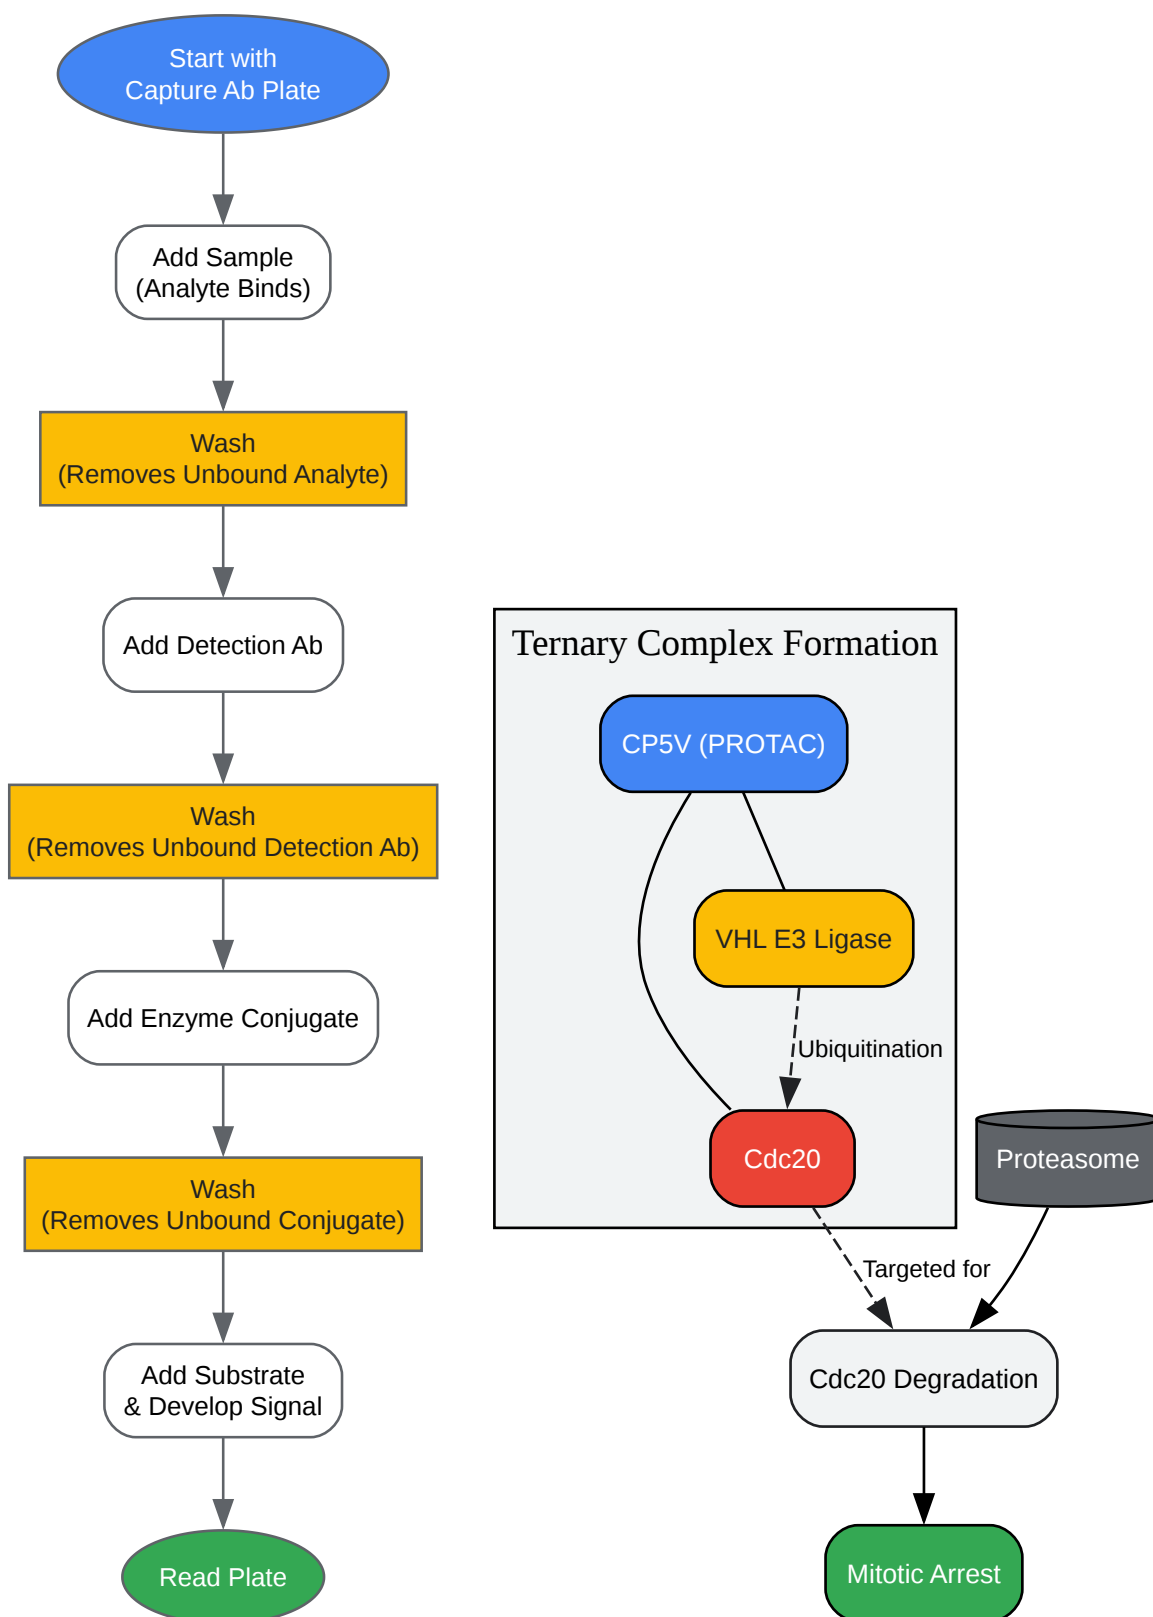 Start with
Capture Ab Plate
Add Sample
(Analyte Binds)
Wash
(Removes Unbound Analyte)
Add Detection Ab
Wash
(Removes Unbound Detection Ab)
Add Enzyme Conjugate
Wash
(Removes Unbound Conjugate)
Add Substrate
& Develop Signal
Read Plate
Ternary Complex Formation
CP5V (PROTAC)
VHL E3 Ligase
Ubiquitination
Cdc20
Proteasome
Targeted for
Cdc20 Degradation
Mitotic Arrest